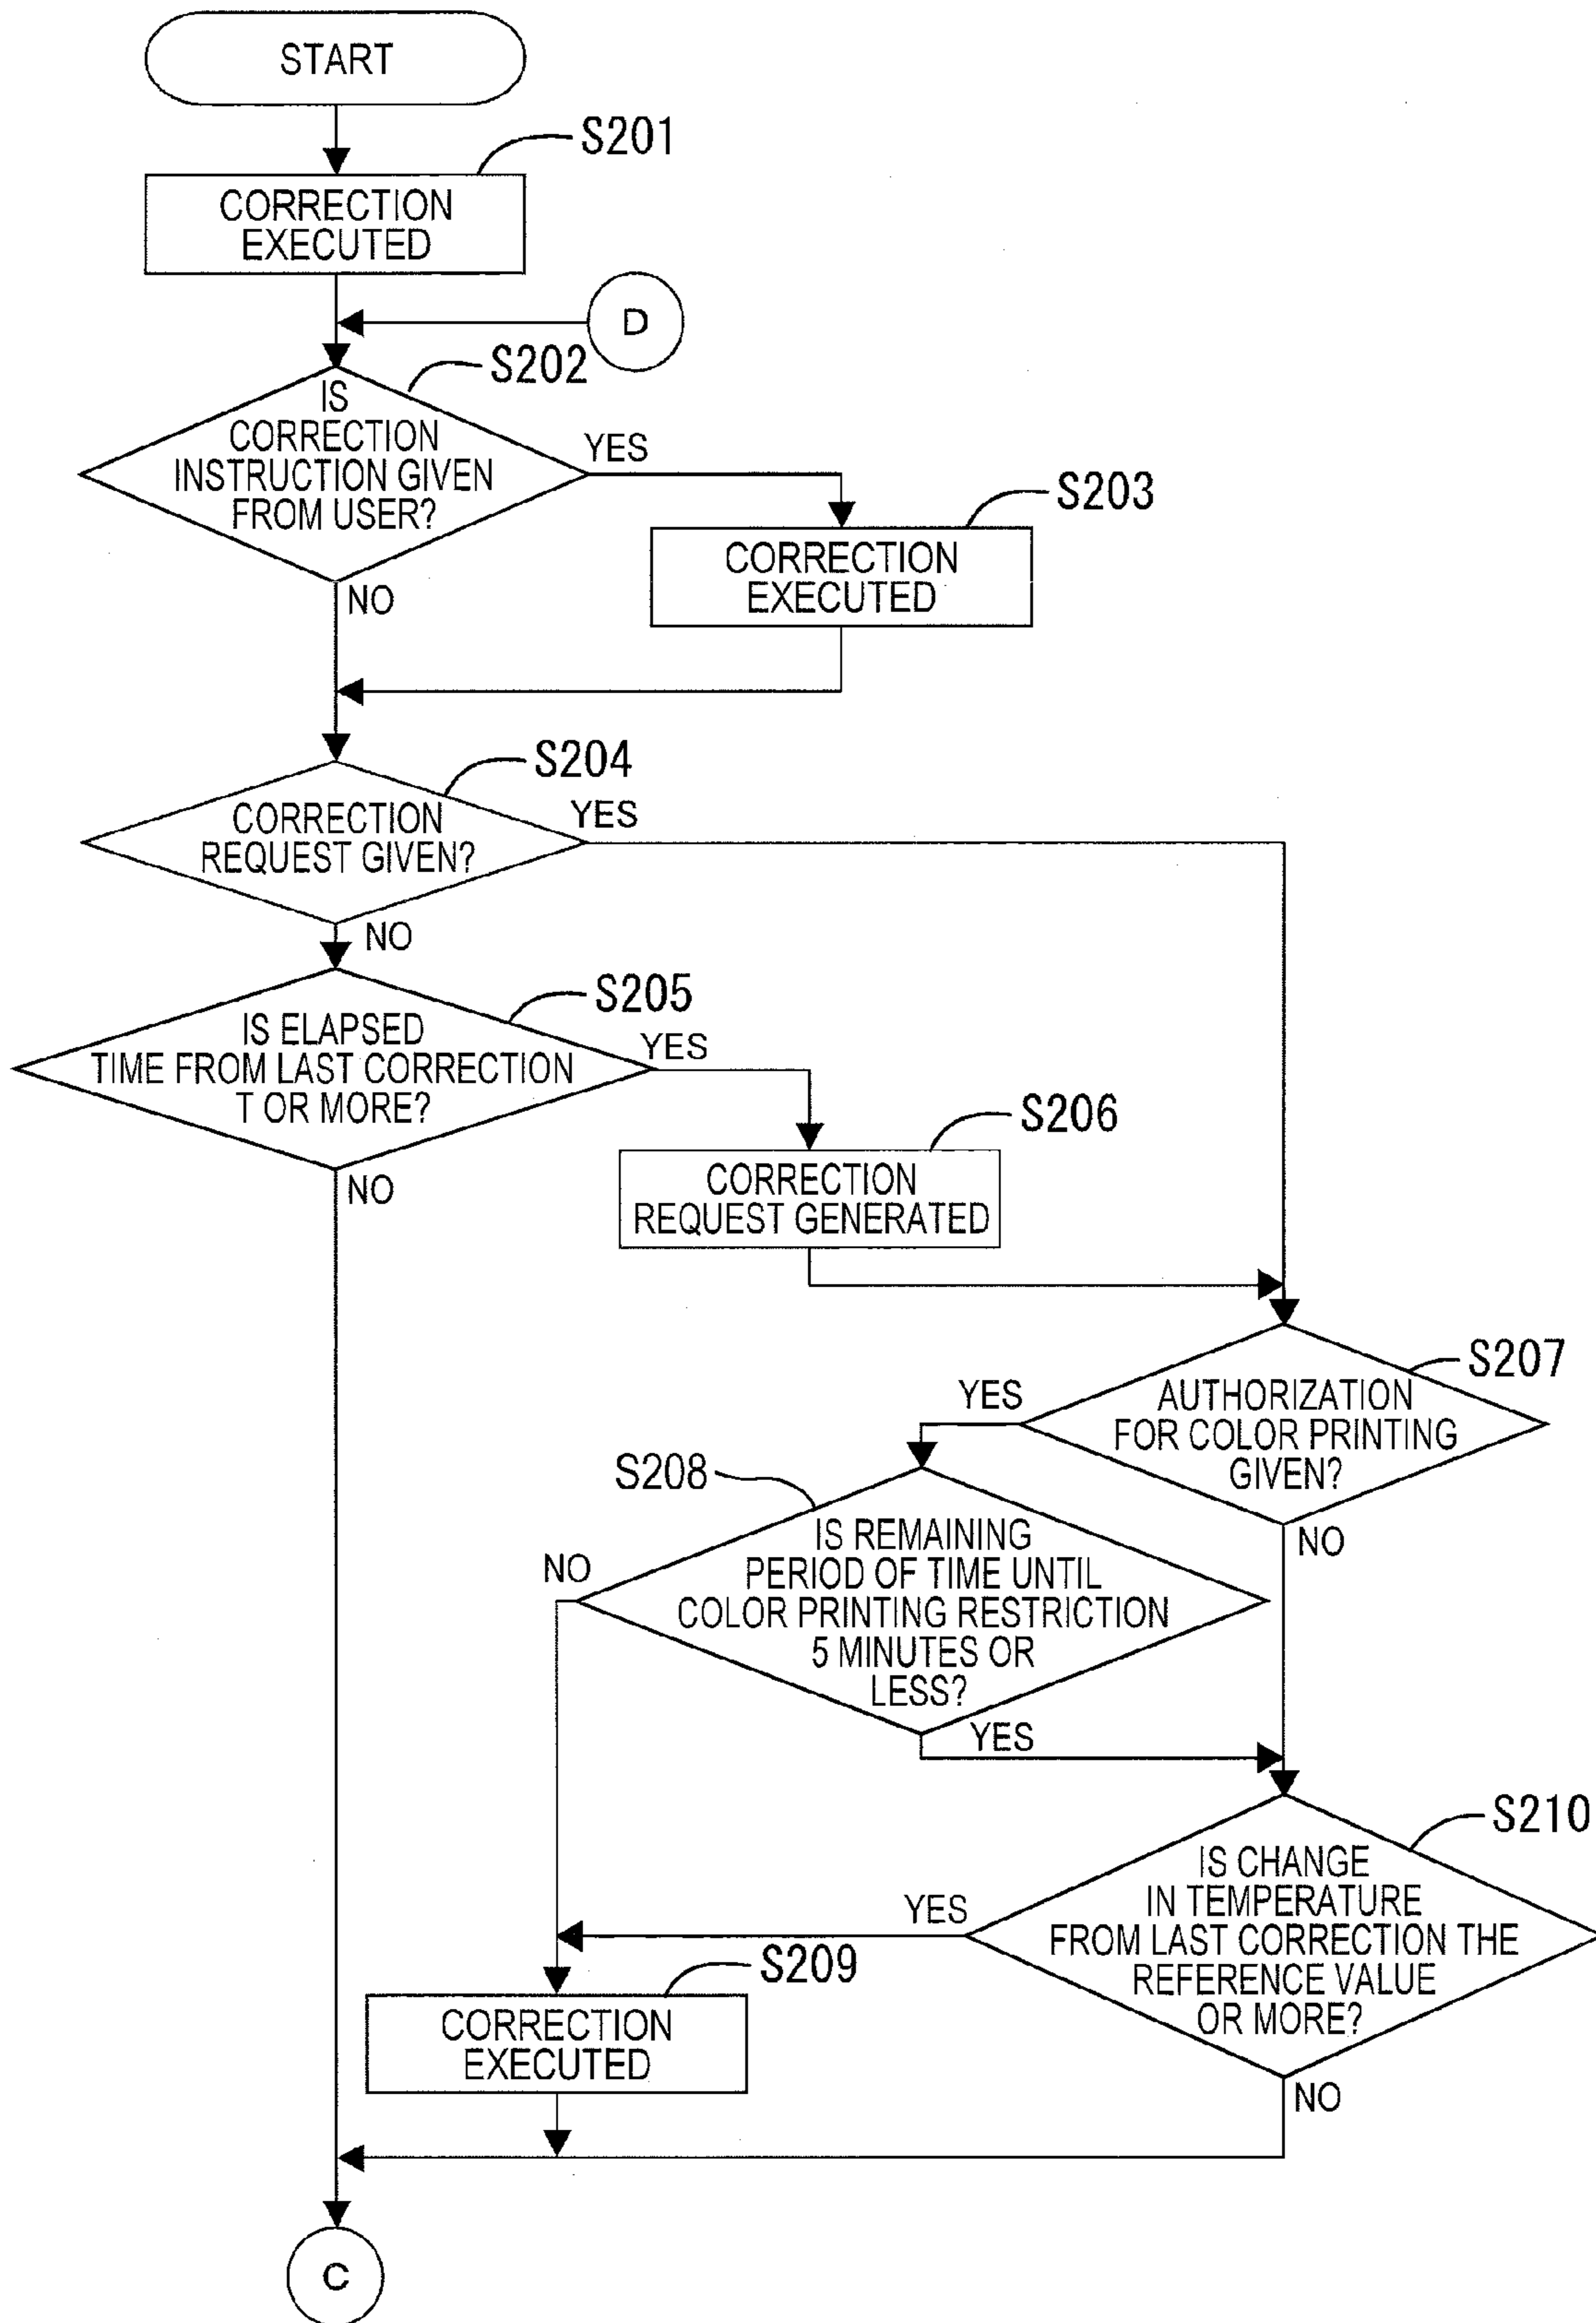 START
S201
CORRECTION
EXECUTED
D
S202
IS
CORRECTION
INSTRUCTION GIVEN
FROM USER?
YES
S203
CORRECTION
EXECUTED
NO
S204
CORRECTION
REQUEST GIVEN?
YES
NO
S205
IS ELAPSED
TIME FROM LAST CORRECTION
T OR MORE?
YES
S206
CORRECTION
REQUEST GENERATED
NO
S207
AUTHORIZATION
FOR COLOR PRINTING
GIVEN?
YES
NO
S208
IS REMAINING
PERIOD OF TIME UNTIL
COLOR PRINTING RESTRICTION
5 MINUTES OR
LESS?
NO
YES
S210
IS CHANGE
IN TEMPERATURE
FROM LAST CORRECTION THE
REFERENCE VALUE
OR MORE?
YES
S209
CORRECTION
EXECUTED
NO
C